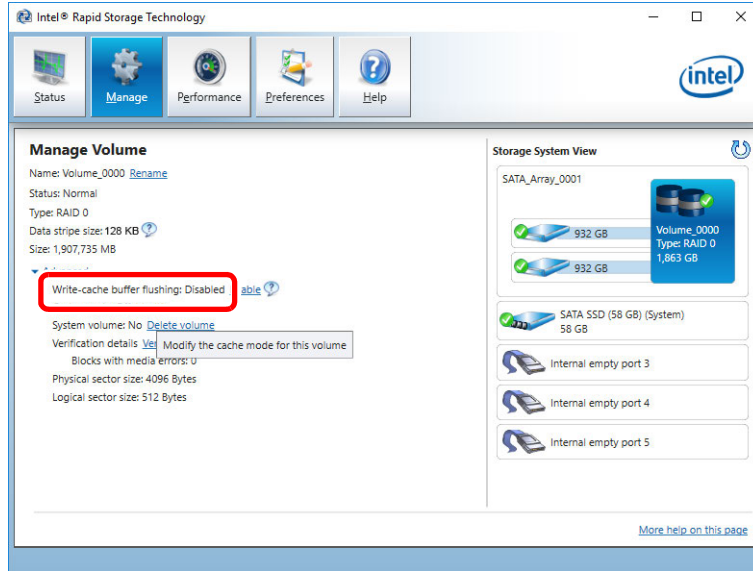 Intel® Rapid Storage Technology
Status
Manage
Performance
Preferences
Help
intel
Manage Volume
Name: Volume_0000 Rename
Status: Normal
Type: RAID 0
Data stripe size: 128 KB
Size: 1,907,735 MB
Write-cache buffer flushing: Disabled able
System volume: No Delete volume
Verification details
Modify the cache mode for this volume
Blocks with media errors: 0
Physical sector size: 4096 Bytes
Logical sector size: 512 Bytes
Storage System View
SATA_Array_0001
932 GB
932 GB
Volume_0000
Type: RAID 0
1,863 GB
SATA SSD (58 GB) (System)
58 GB
Internal empty port 3
Internal empty port 4
Internal empty port 5
More help on this page